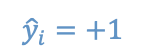 ŷᵢ = +1